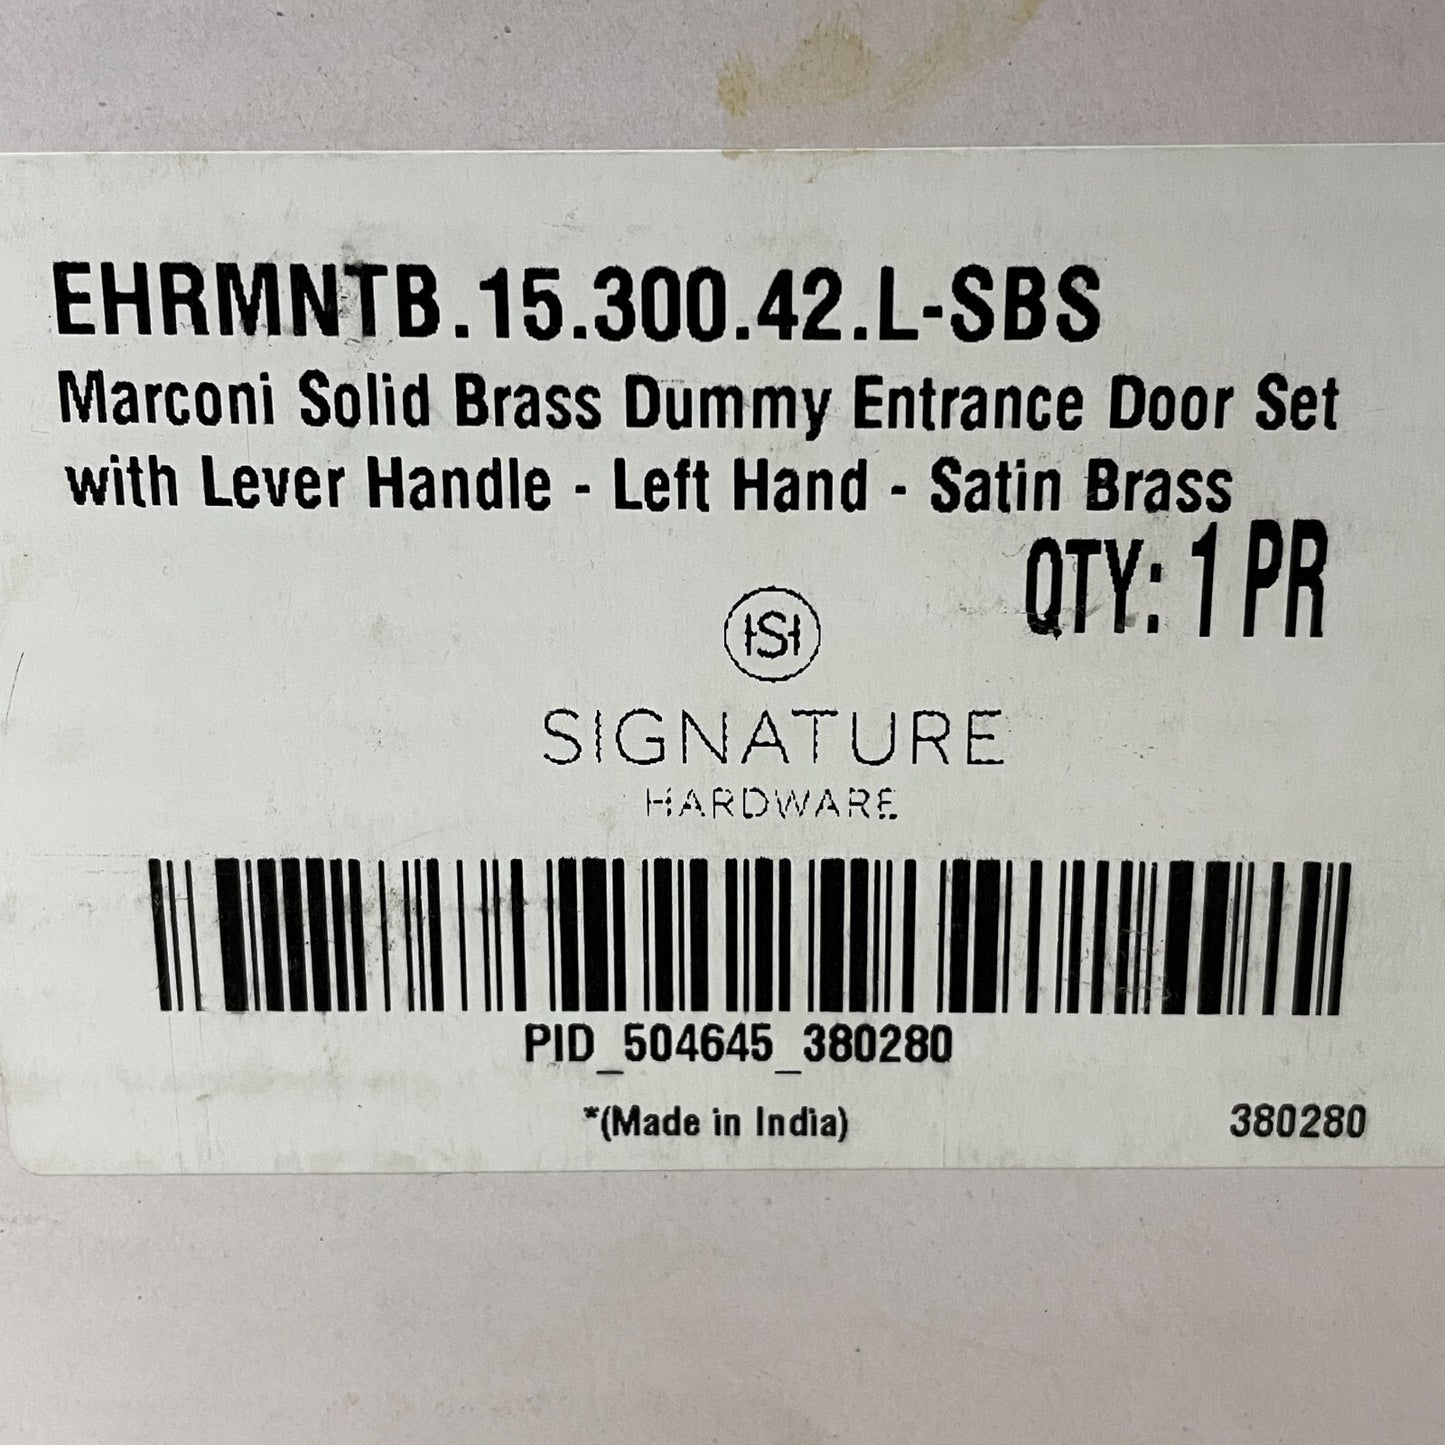 EHRMNTB.15.300.42.L-SBS
Marconi Solid Brass Dummy Entrance Door Set
with Lever Handle - Left Hand - Satin Brass
QTY: 1 PR
HSH
SIGNATURE
HARDWARE
PID_504645_380280
*(Made in India)
380280